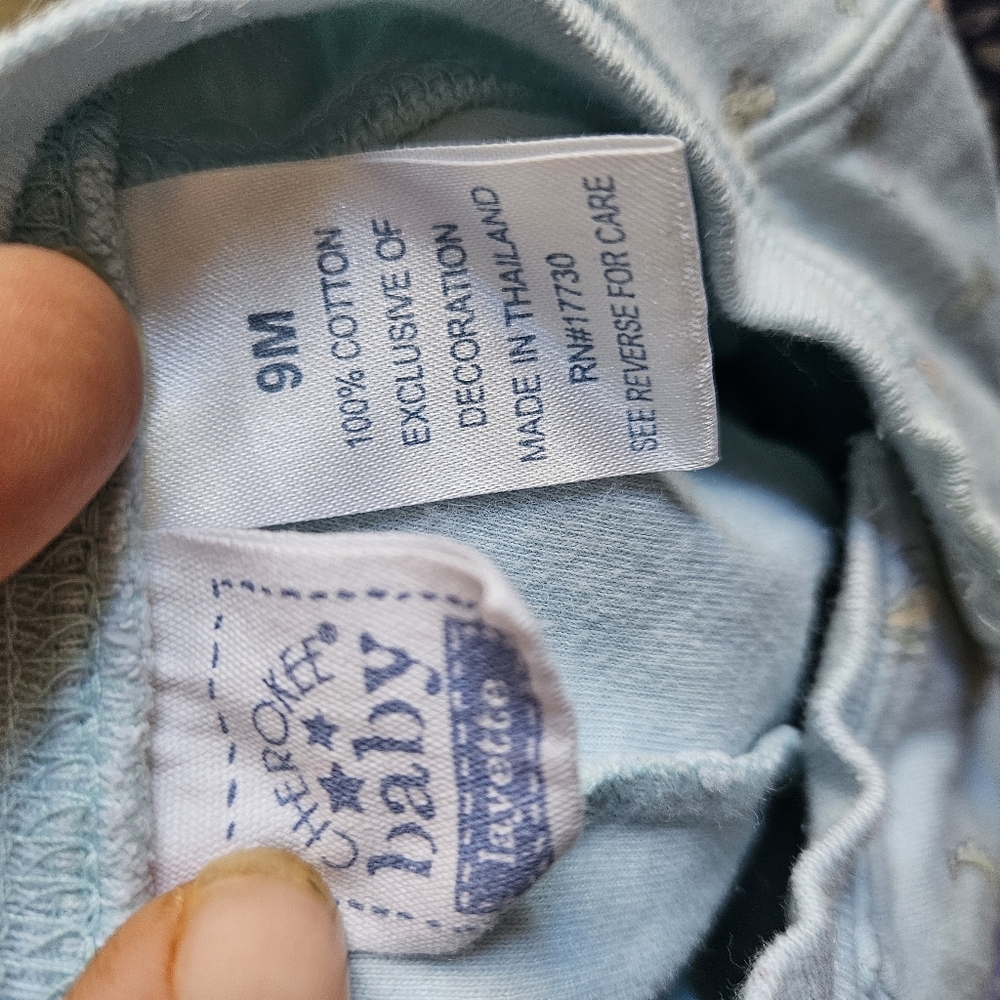 9M
100% COTTON
EXCLUSIVE OF
DECORATION
MADE IN THAILAND
RN#17730
SEE REVERSE FOR CARE
CHEROKEE®
baby
layette